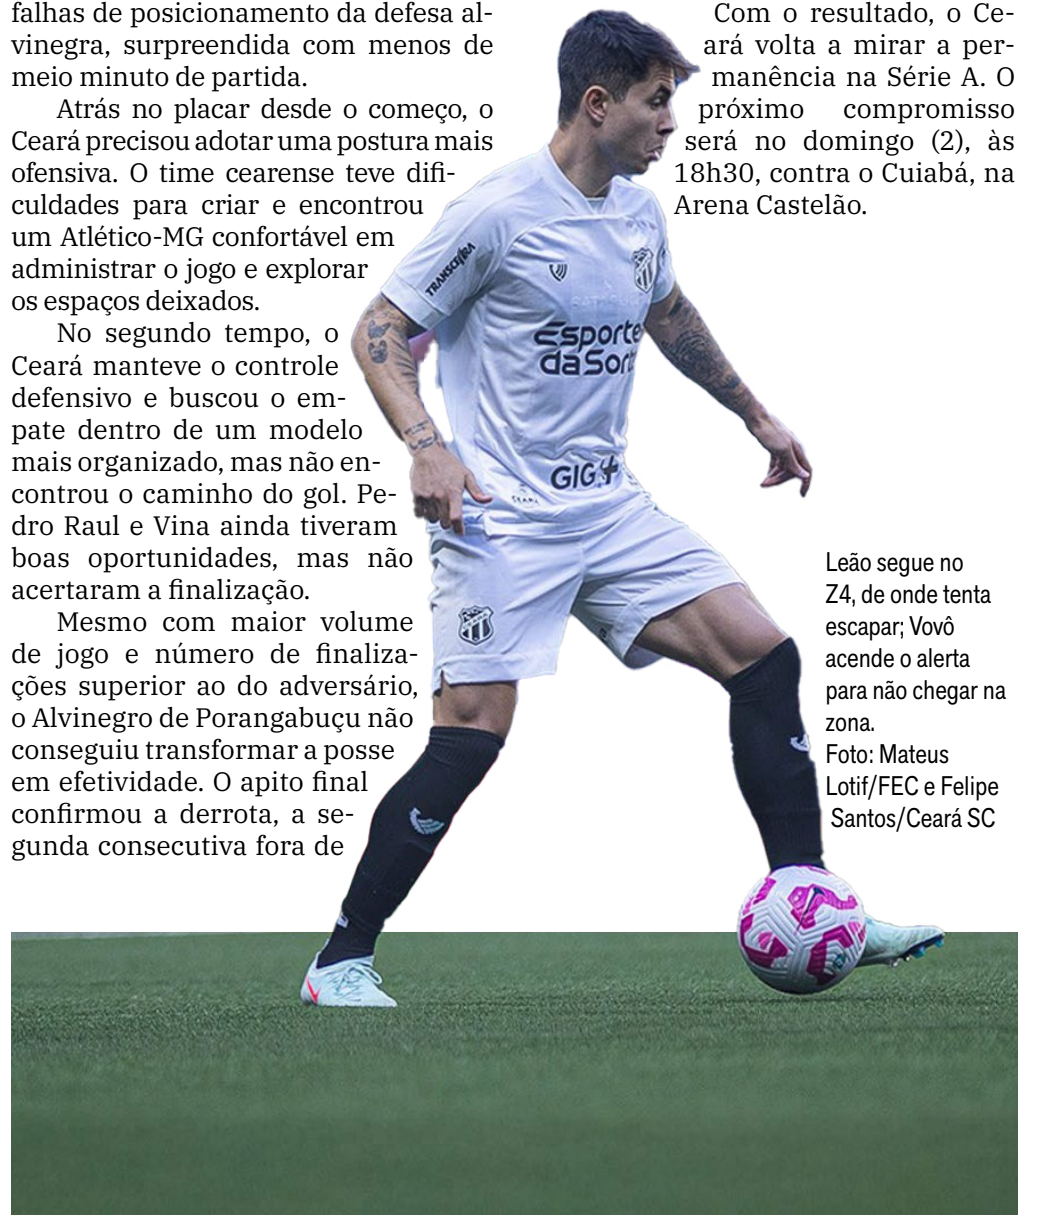 falhas de posicionamento da defesa al-
vinegra, surpreendida com menos de
meio minuto de partida.
Atrás no placar desde o começo, o
Ceará precisou adotar uma postura mais
ofensiva. O time cearense teve difi-
culdades para criar e encontrou
um Atlético-MG confortável em
administrar o jogo e explorar
os espaços deixados.
No segundo tempo, o
Ceará manteve o controle
defensivo e buscou o em-
pate dentro de um modelo
mais organizado, mas não en-
controu o caminho do gol. Pe-
dro Raul e Vina ainda tiveram
boas oportunidades, mas não
acertaram a finalização.
Mesmo com maior volume
de jogo e número de finaliza-
ções superior ao do adversário,
o Alvinegro de Porangabuçu não
conseguiu transformar a posse
em efetividade. O apito final
confirmou a derrota, a se-
gunda consecutiva fora de
Com o resultado, o Ce-
ará volta a mirar a per-
manência na Série A. O
próximo compromisso
será no domingo (2), às
18h30, contra o Cuiabá, na
Arena Castelão.
TRANSCEARA
Esporte
da Sort
GIG+
CEARÁ
Leão segue no
Z4, de onde tenta
escapar; Vovô
acende o alerta
para não chegar na
zona.
Foto: Mateus
Lotif/FEC e Felipe
Santos/Ceará SC